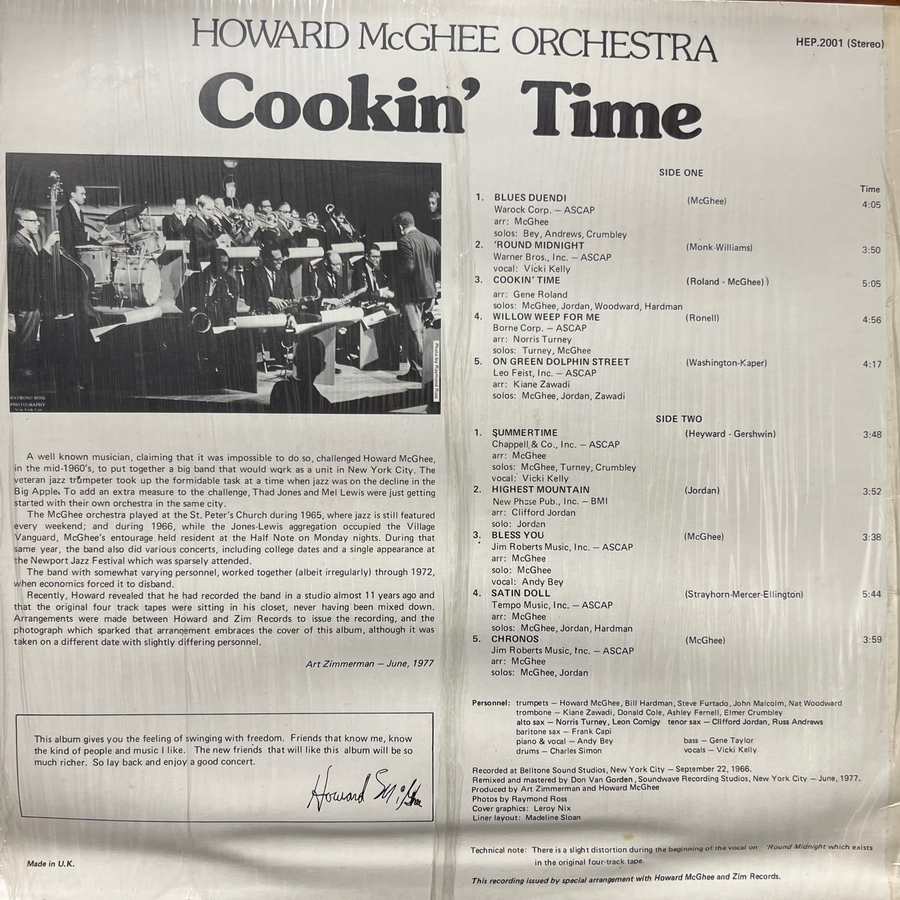 HOWARD McGHEE ORCHESTRA
HEP.2001 (Stereo)
Cookin' Time
Photo by Raymond Ross
RAYMOND ROSS
PHOTOGRAPHY
New York City
A well known musician, claiming that it was impossible to do so, challenged Howard McGhee,
in the mid-1960's, to put together a big band that would work as a unit in New York City. The
veteran jazz trumpeter took up the formidable task at a time when jazz was on the decline in the
Big Apple. To add an extra measure to the challenge, Thad Jones and Mel Lewis were just getting
started with their own orchestra in the same city.
The McGhee orchestra played at the St. Peter's Church during 1965, where jazz is still featured
every weekend; and during 1966, while the Jones-Lewis aggregation occupied the Village
Vanguard, McGhee's entourage held resident at the Half Note on Monday nights. During that
same year, the band also did various concerts, including college dates and a single appearance at
the Newport Jazz Festival which was sparsely attended.
The band with somewhat varying personnel, worked together (albeit irregularly) through 1972,
when economics forced it to disband.
Recently, Howard revealed that he had recorded the band in a studio almost 11 years ago and
that the original four track tapes were sitting in his closet, never having been mixed down.
Arrangements were made between Howard and Zim Records to issue the recording, and the
photograph which sparked that arrangement embraces the cover of this album, although it was
taken on a different date with slightly differing personnel.
Art Zimmerman – June, 1977
This album gives you the feeling of swinging with freedom. Friends that know me, know
the kind of people and music I like. The new friends that will like this album will be so
much richer. So lay back and enjoy a good concert.
Howard McGhee
Made in U.K.
SIDE ONE
Time
1. BLUES DUENDI (McGhee) 4:05
Warock Corp. – ASCAP
arr: McGhee
solos: Bey, Andrews, Crumbley
2. 'ROUND MIDNIGHT (Monk-Williams) 3:50
Warner Bros., Inc. – ASCAP
vocal: Vicki Kelly
3. COOKIN' TIME (Roland - McGhee) 5:05
arr: Gene Roland
solos: McGhee, Jordan, Woodward, Hardman
4. WILLOW WEEP FOR ME (Ronell) 4:56
Borne Corp. – ASCAP
arr: Norris Turney
solos: Turney, McGhee
5. ON GREEN DOLPHIN STREET (Washington-Kaper) 4:17
Leo Feist, Inc. – ASCAP
arr: Kiane Zawadi
solos: McGhee, Jordan, Zawadi
SIDE TWO
1. SUMMERTIME (Heyward - Gershwin) 3:48
Chappell & Co., Inc. – ASCAP
arr: McGhee
solos: McGhee, Turney, Crumbley
vocal: Vicki Kelly
2. HIGHEST MOUNTAIN (Jordan) 3:52
New Phase Pub., Inc. – BMI
arr: Clifford Jordan
solo: Jordan
3. BLESS YOU (McGhee) 3:38
Jim Roberts Music, Inc. – ASCAP
arr: McGhee
solo: McGhee
vocal: Andy Bey
4. SATIN DOLL (Strayhorn-Mercer-Ellington) 5:44
Tempo Music, Inc. – ASCAP
arr: McGhee
solos: McGhee, Jordan, Hardman
5. CHRONOS (McGhee) 3:59
Jim Roberts Music, Inc. – ASCAP
arr: McGhee
solos: McGhee, Jordan
Personnel: trumpets – Howard McGhee, Bill Hardman, Steve Furtado, John Malcolm, Nat Woodward
trombone – Kiane Zawadi, Donald Cole, Ashley Fernell, Elmer Crumbley
alto sax – Norris Turney, Leon Comigy tenor sax – Clifford Jordan, Russ Andrews
baritone sax – Frank Capi
piano & vocal – Andy Bey bass – Gene Taylor
drums – Charles Simon vocals – Vicki Kelly
Recorded at Belltone Sound Studios, New York City – September 22, 1966.
Remixed and mastered by Don Van Gorden, Soundwave Recording Studios, New York City – June, 1977.
Produced by Art Zimmerman and Howard McGhee
Photos by Raymond Ross
Cover graphics: Leroy Nix
Liner layout: Madeline Sloan
Technical note: There is a slight distortion during the beginning of the vocal on 'Round Midnight which exists
in the original four-track tape.
This recording issued by special arrangement with Howard McGhee and Zim Records.